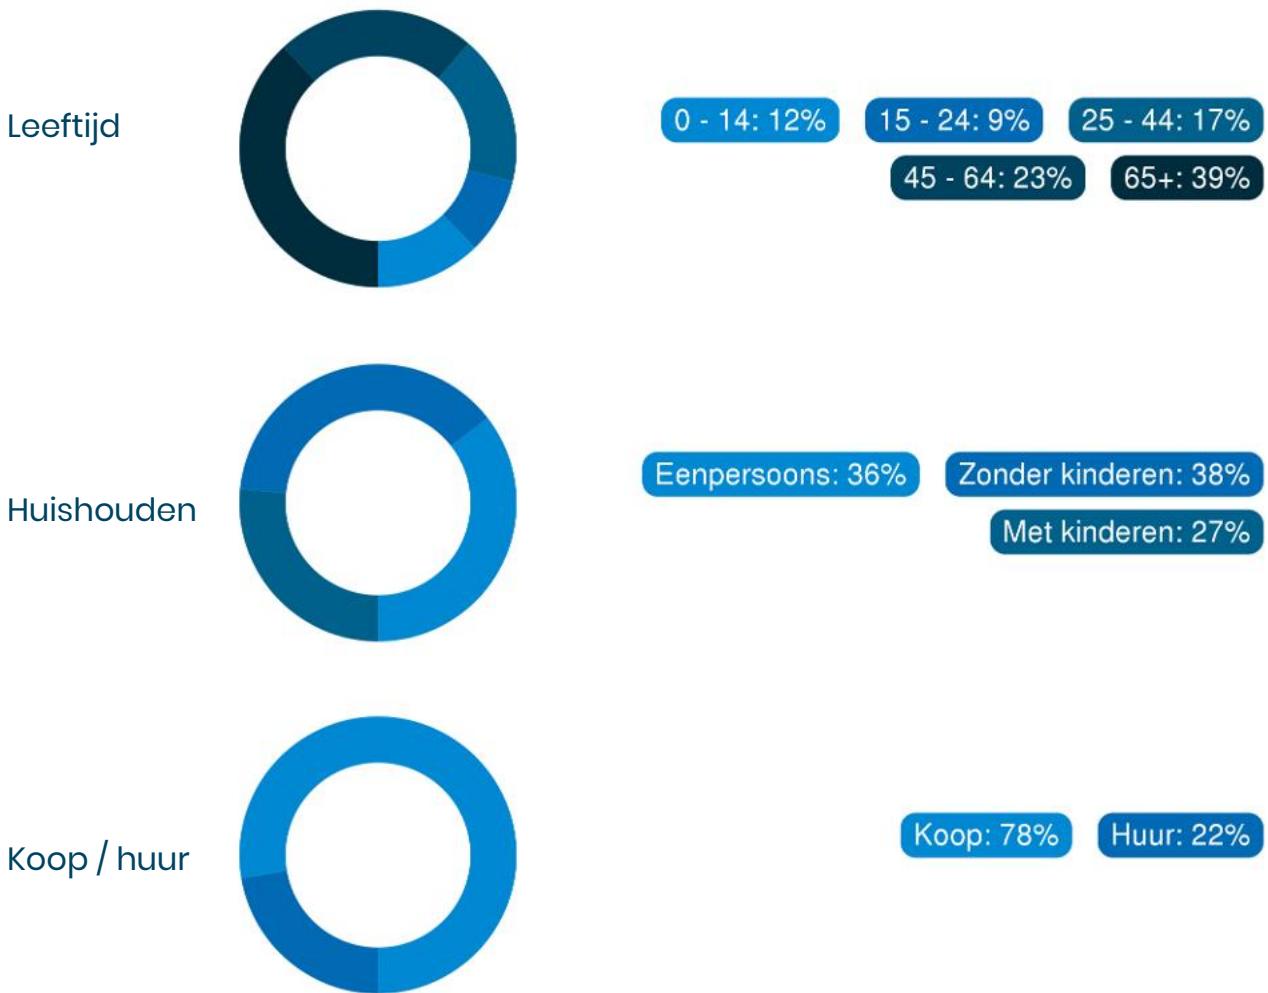 Leeftijd
0 - 14: 12% 15 - 24: 9% 25 - 44: 17%
45 - 64: 23% 65+: 39%
Huishouden
Eenpersoons: 36% Zonder kinderen: 38%
Met kinderen: 27%
Koop / huur
Koop: 78% Huur: 22%